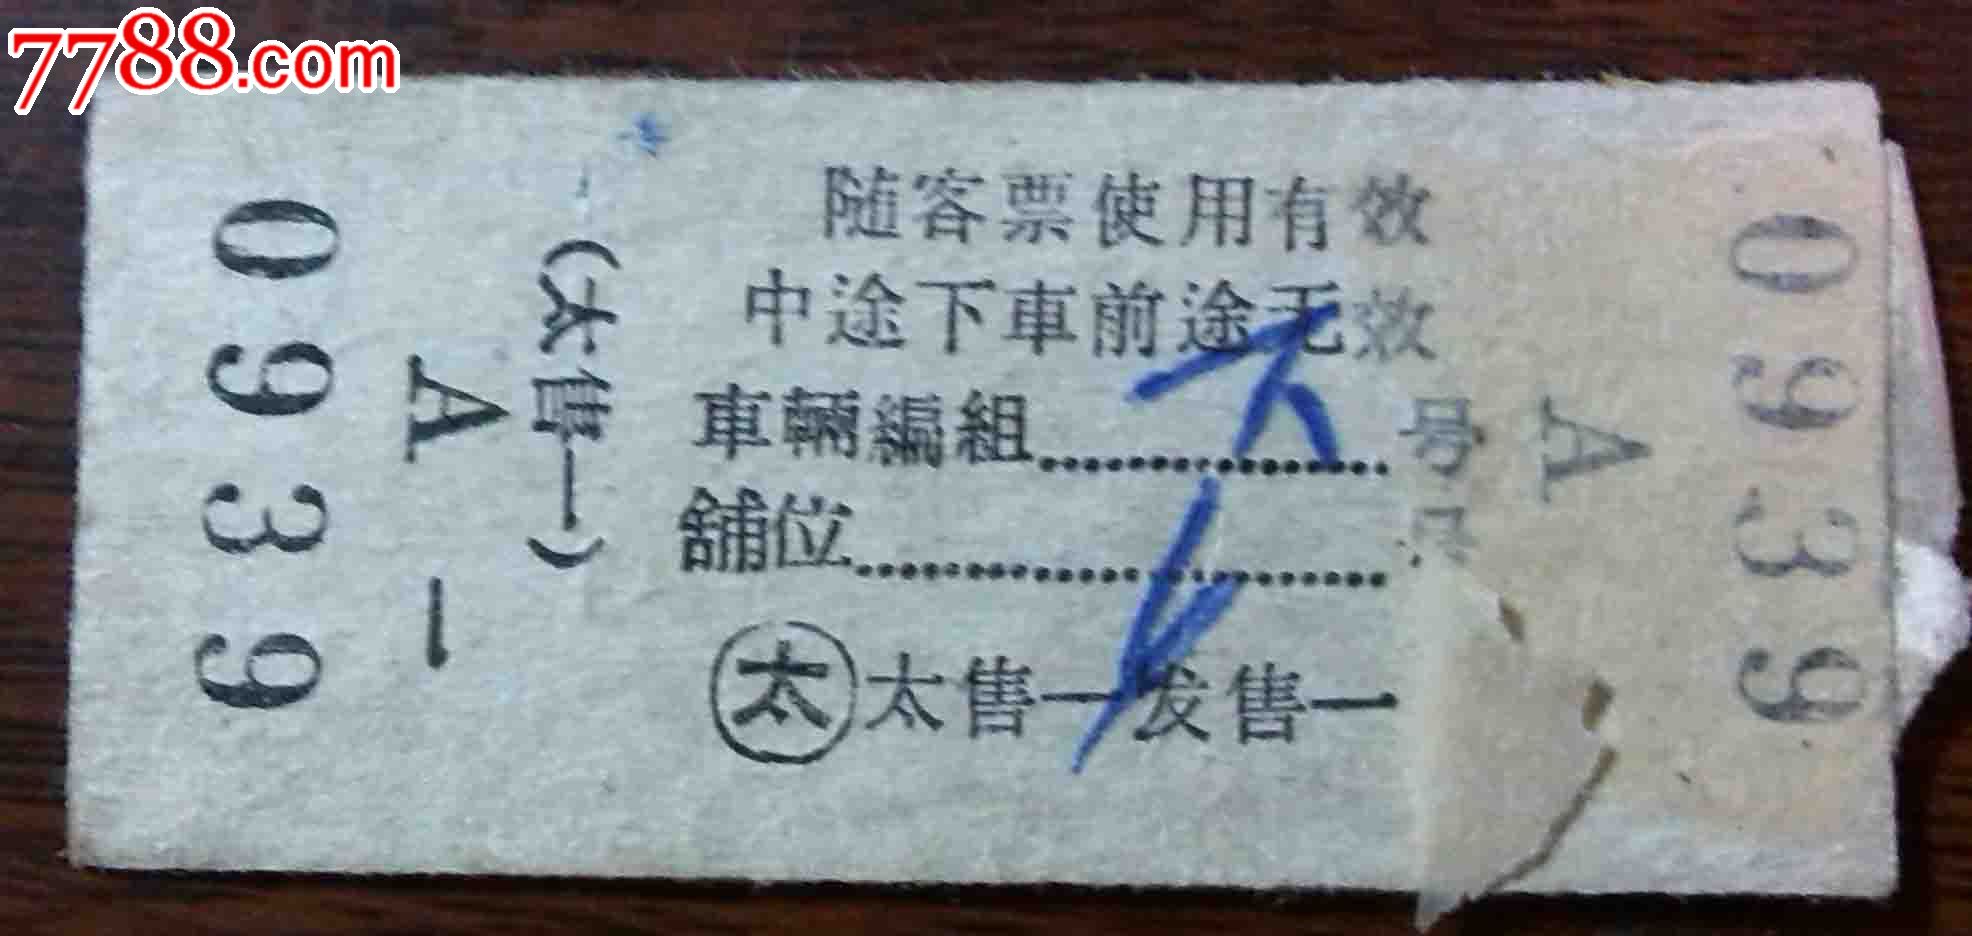 7788.com
0939
A
(太售一)
随客票使用有效
中途下車前途无效
車輛編組............号
舖位............号
太 太售一发售一
A
0939